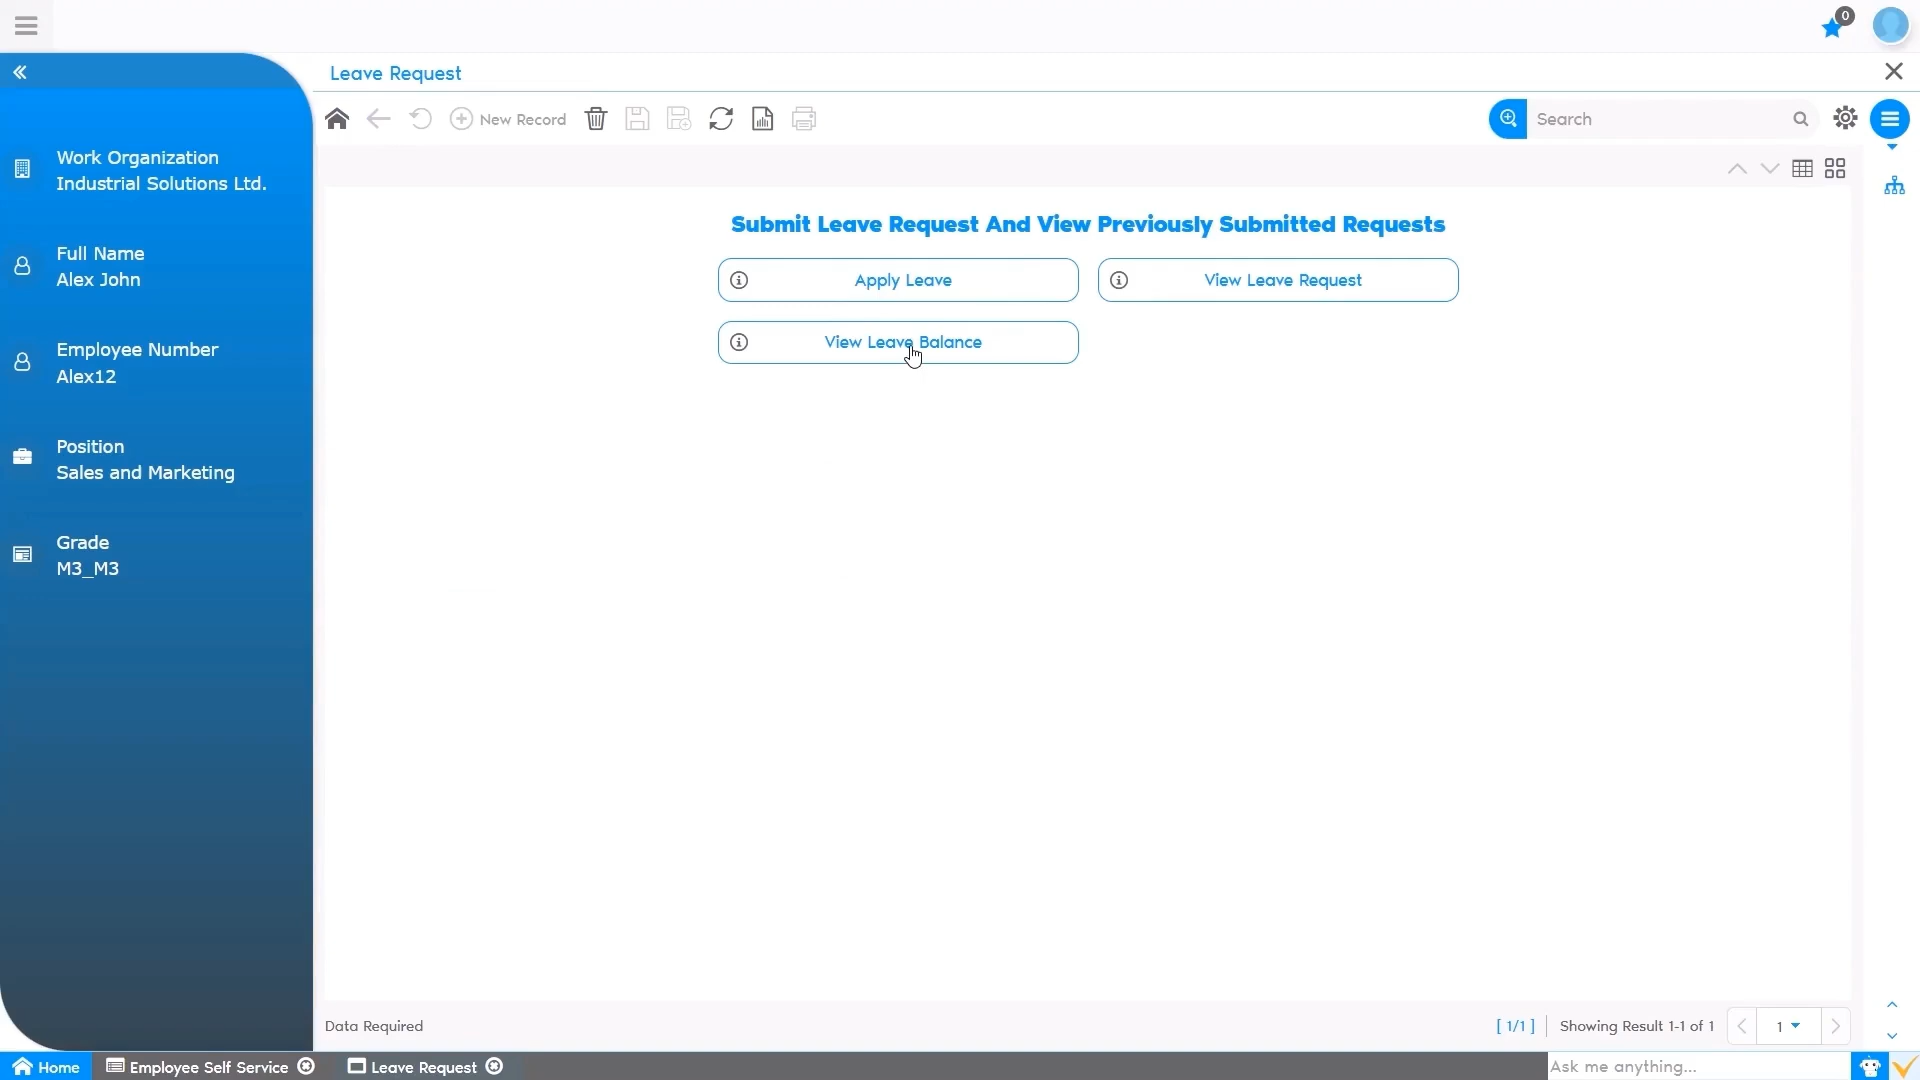 0
Leave Request
New Record
Search
Work Organization
Industrial Solutions Ltd.
Full Name
Alex John
Employee Number
Alex12
Position
Sales and Marketing
Grade
M3_M3
Submit Leave Request And View Previously Submitted Requests
Apply Leave
View Leave Request
View Leave Balance
Data Required
[ 1/1 ]
Showing Result 1-1 of 1
1
Home
Employee Self Service
Leave Request
Ask me anything...